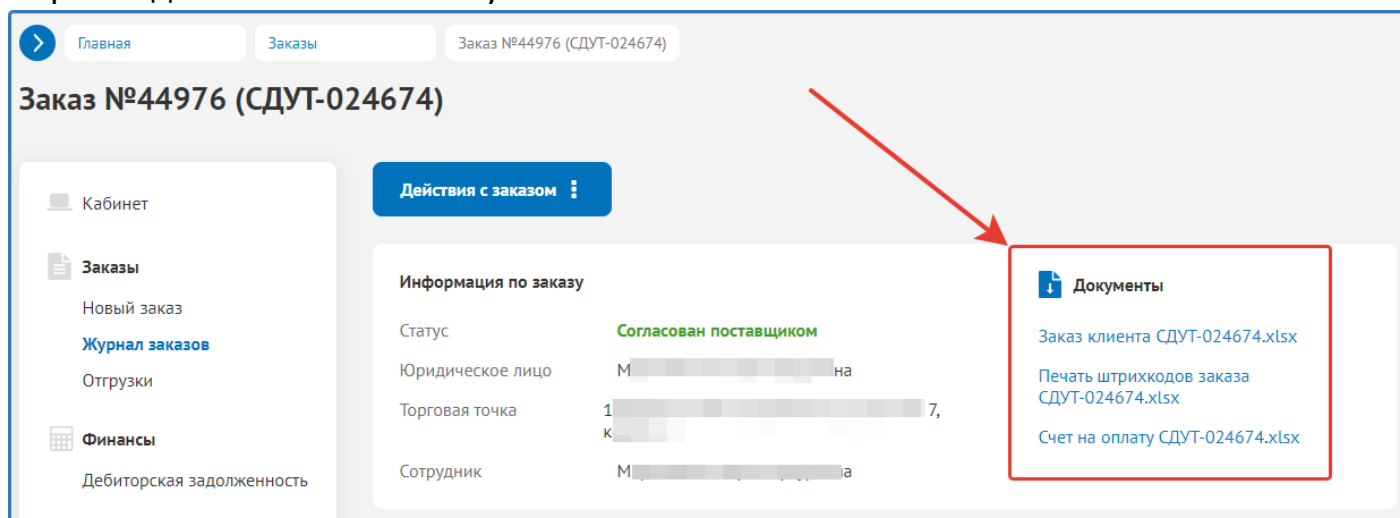 Главная
Заказы
Заказ №44976 (СДУТ-024674)
Заказ №44976 (СДУТ-024674)
Кабинет
Заказы
Новый заказ
Журнал заказов
Отгрузки
Финансы
Дебиторская задолженность
Действия с заказом
Информация по заказу
Статус
Согласован поставщиком
Юридическое лицо
Торговая точка
Сотрудник
Документы
Заказ клиента СДУТ-024674.xlsx
Печать штрихкодов заказа
СДУТ-024674.xlsx
Счет на оплату СДУТ-024674.xlsx